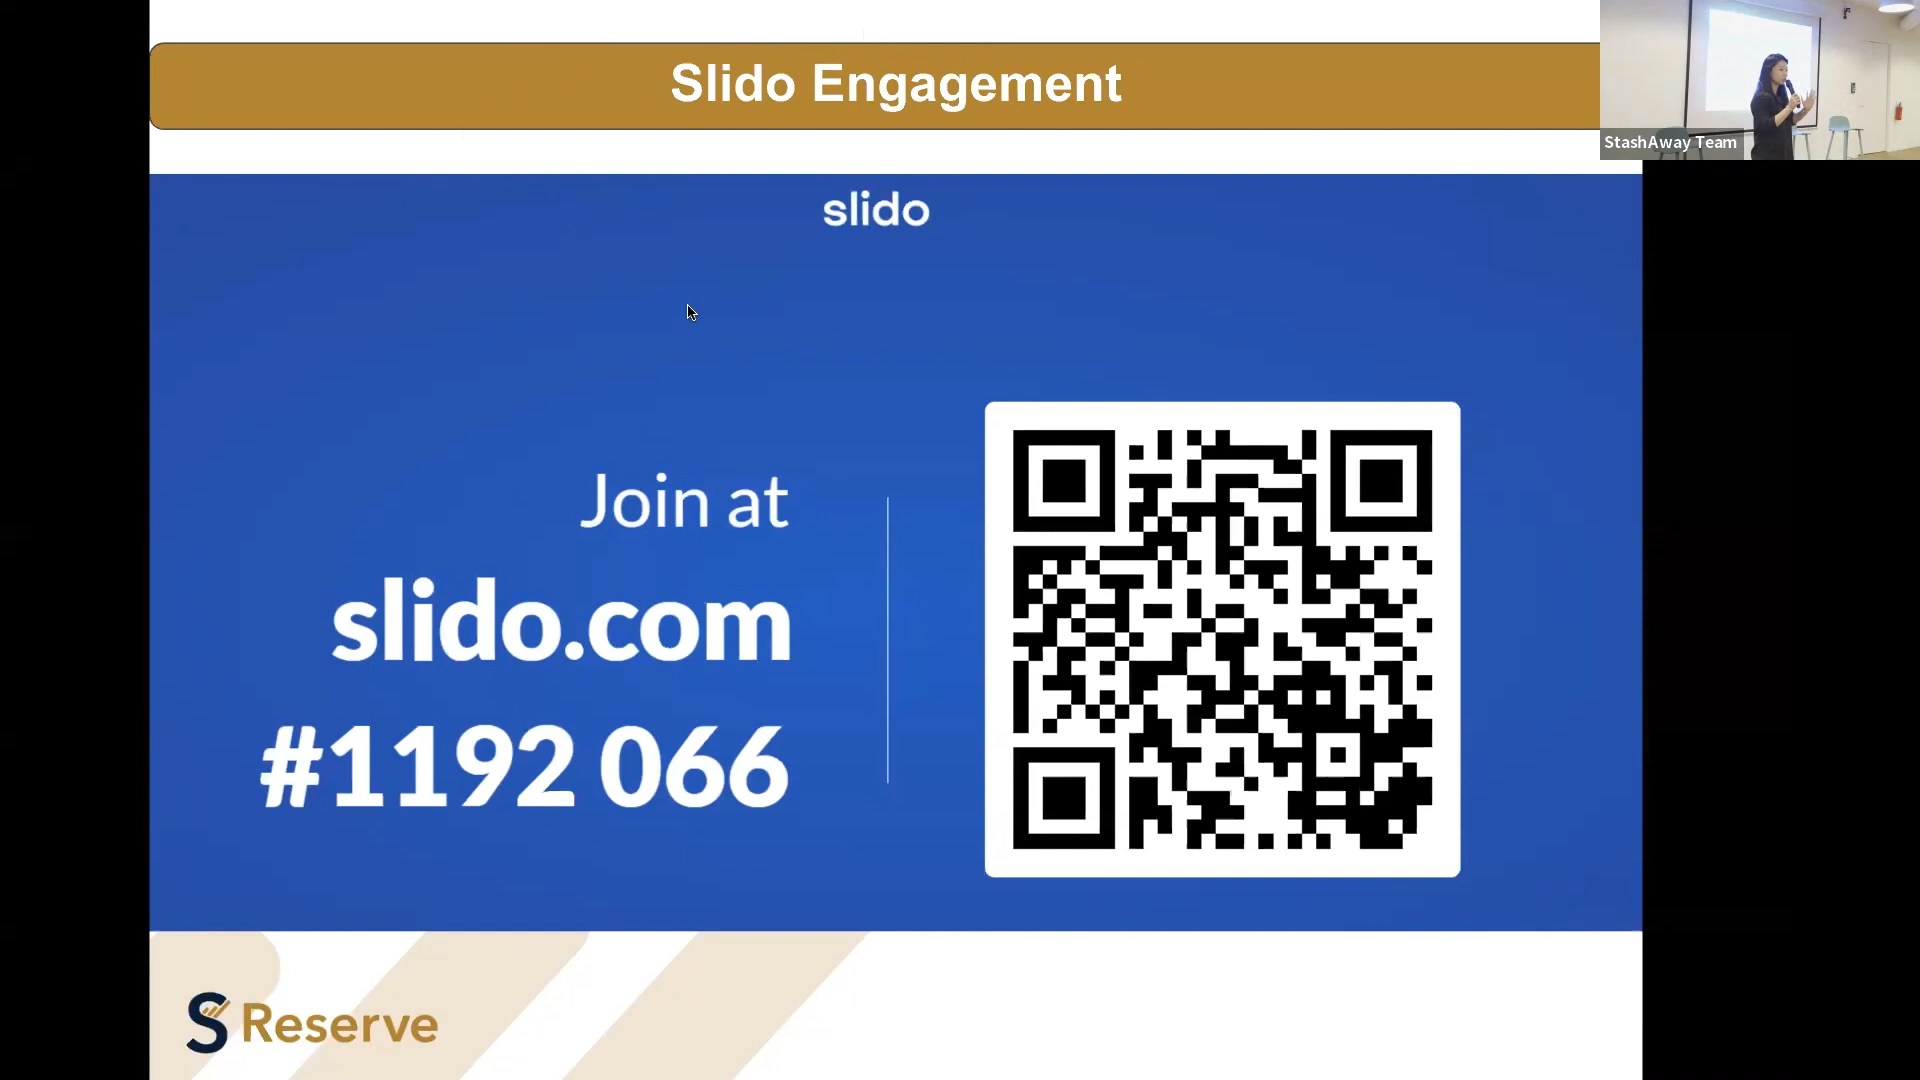 Slido Engagement
StashAway Team
slido
Join at
slido.com
#1192 066
S Reserve